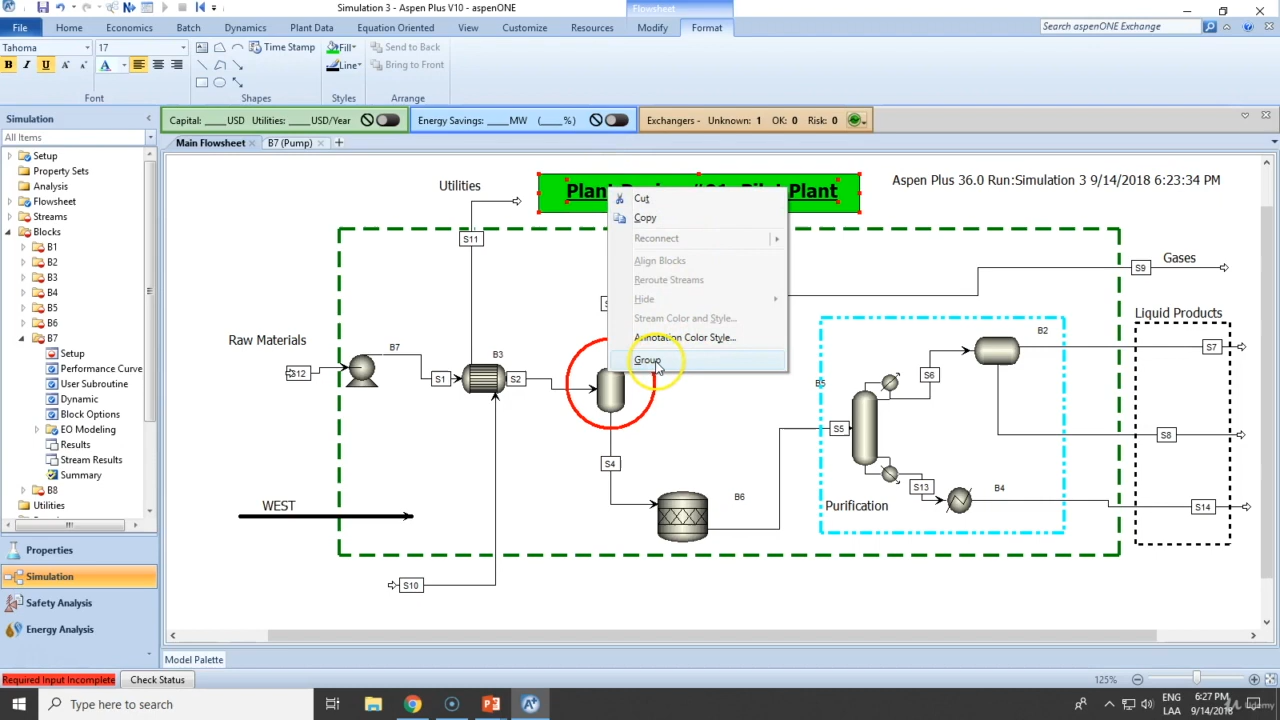 Simulation 3 - Aspen Plus V10 - aspenONE
Flowsheet
File Home Economics Batch Dynamics Plant Data Equation Oriented View Customize Resources Modify Format
Search aspenONE Exchange
Tahoma 17
Time Stamp Fill Send to Back
B I U A Line Bring to Front
Font Shapes Styles Arrange
Simulation
All Items
Capital: ____USD Utilities: ____USD/Year
Energy Savings: ____MW (____%)
Exchangers - Unknown: 1 OK: 0 Risk: 0
Main Flowsheet B7 (Pump)
Setup
Property Sets
Analysis
Flowsheet
Streams
Blocks
B1
B2
B3
B4
B5
B6
B7
Setup
Performance Curve
User Subroutine
Dynamic
Block Options
EO Modeling
Results
Stream Results
Summary
B8
Utilities
Properties
Simulation
Safety Analysis
Energy Analysis
Aspen Plus 36.0 Run:Simulation 3 9/14/2018 6:23:34 PM
Utilities
S11
Cut
Copy
Reconnect
Align Blocks
Reroute Streams
Hide
Stream Color and Style...
Annotation Color Style...
Group
S9
Gases
Liquid Products
Raw Materials
S12
B7
S1
B3
S2
S4
B6
B5
S5
S6
B2
S7
S8
S13
B4
S14
Purification
WEST
S10
Model Palette
Required Input Incomplete Check Status
125%
Type here to search
ENG 6:27 PM
LAA 9/14/2018
Udemy